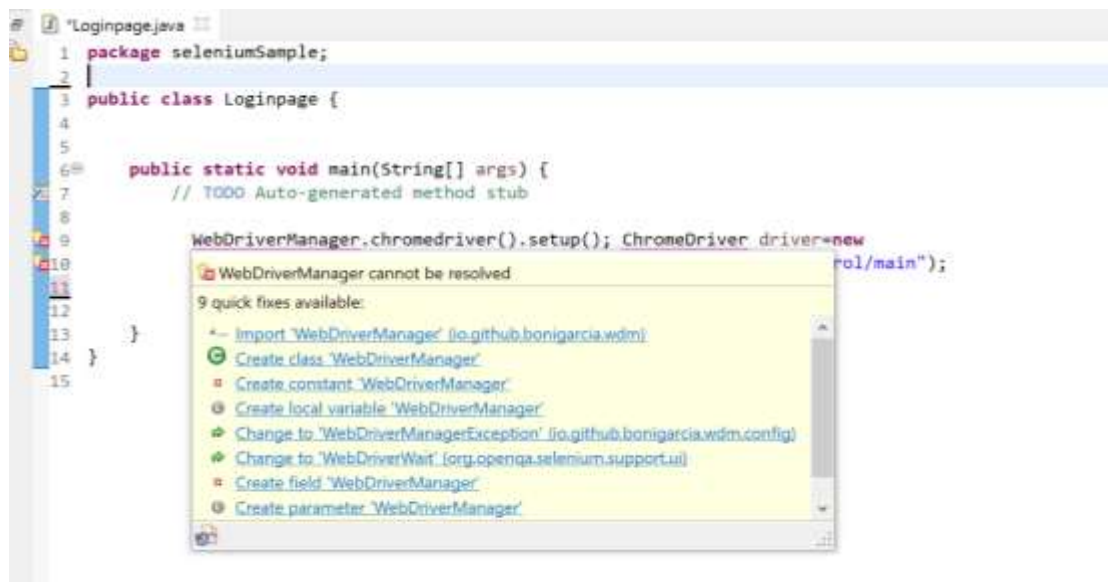 *Loginpage.java
1 package seleniumSample;
2
3 public class Loginpage {
4
5
6 public static void main(String[] args) {
7 // TODO Auto-generated method stub
8
9 WebDriverManager.chromedriver().setup(); ChromeDriver driver=new
10 rol/main");
11
12
13 }
14 }
15
WebDriverManager cannot be resolved
9 quick fixes available:
Import 'WebDriverManager' (io.github.bonigarcia.wdm)
Create class 'WebDriverManager'
Create constant 'WebDriverManager'
Create local variable 'WebDriverManager'
Change to 'WebDriverManagerException' (io.github.bonigarcia.wdm.config)
Change to 'WebDriverWait' (org.openqa.selenium.support.ui)
Create field 'WebDriverManager'
Create parameter 'WebDriverManager'